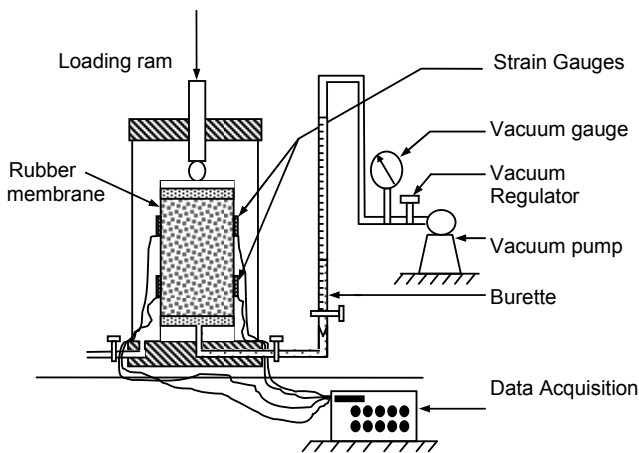 Loading ram
Strain Gauges
Vacuum gauge
Rubber
membrane
Vacuum
Regulator
Vacuum pump
Burette
Data Acquisition